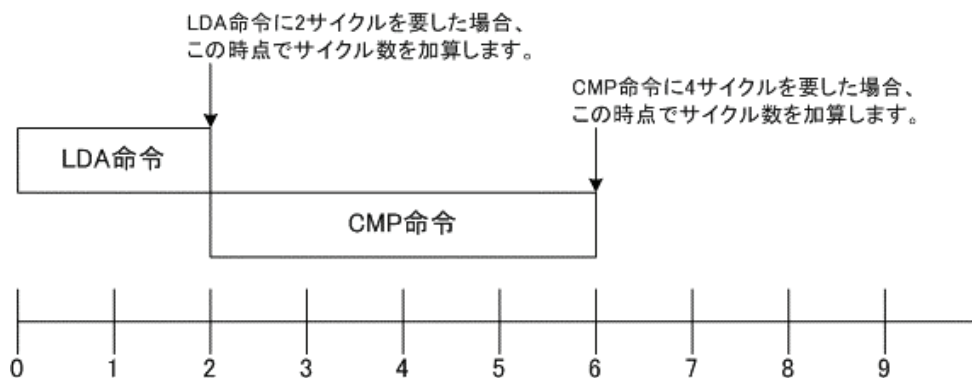 LDA命令に2サイクルを要した場合、
この時点でサイクル数を加算します。
CMP命令に4サイクルを要した場合、
この時点でサイクル数を加算します。
LDA命令
CMP命令
0 1 2 3 4 5 6 7 8 9